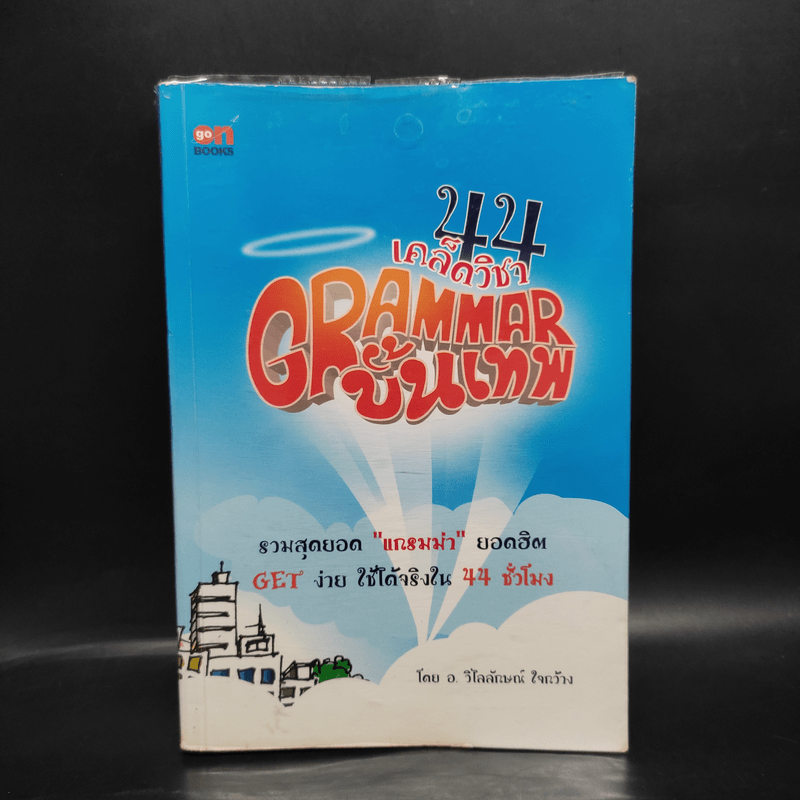 go on
BOOKS
44
เคล็ดวิชา
GRAMMAR
ขั้นเทพ
รวมสุดยอด "แกรมม่า" ยอดฮิต
GET ง่าย ใช้ได้จริงใน 44 ชั่วโมง
โดย อ. วิไลลักษณ์ ใจกว้าง